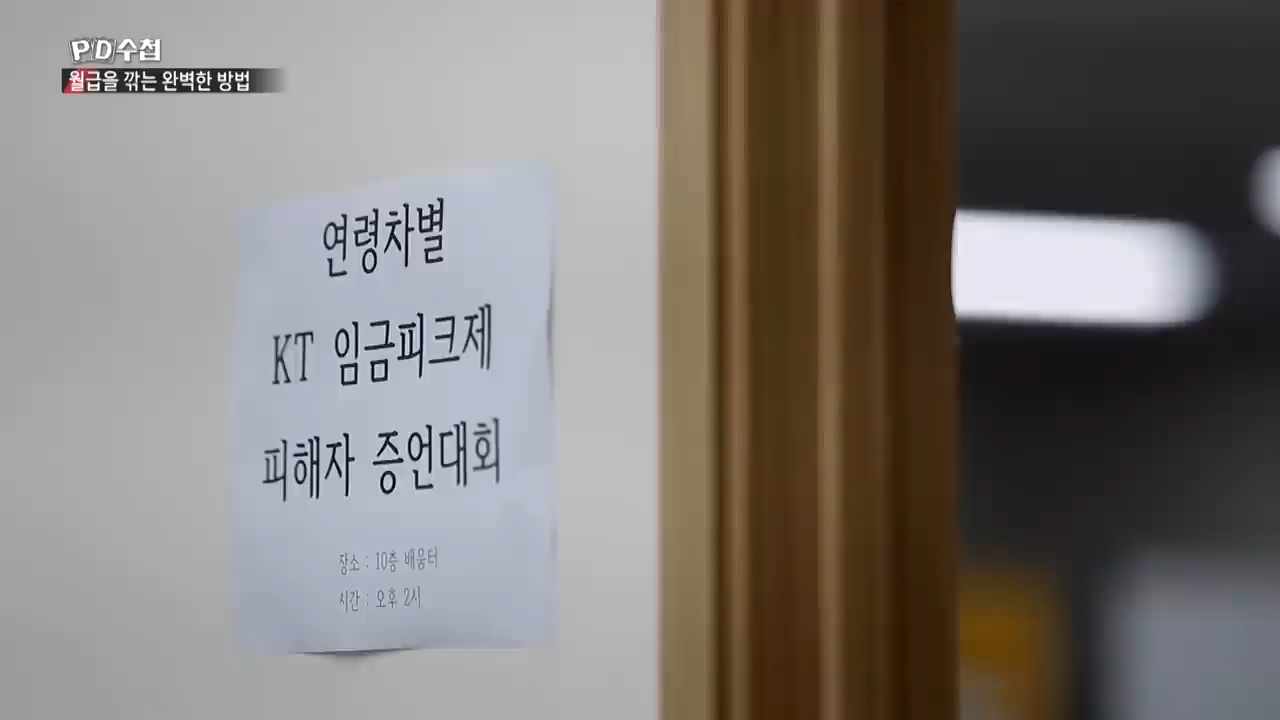 PD수첩
월급을 깎는 완벽한 방법
연령차별
KT 임금피크제
피해자 증언대회
장소 : 10층 배움터
시간 : 오후 2시